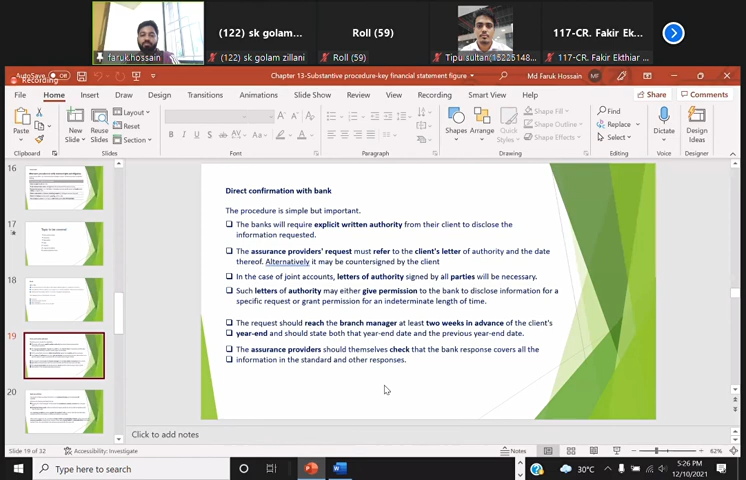 faruk.hossain
(122) sk golam...
(122) sk golam zillani
Roll (59)
Roll (59)
Tipu sultan(15225148...
117-CR. Fakir Ek...
117-CR. Fakir Ekthiar ...
AutoSave Off
Recording
Chapter 13-Substantive procedure-key financial statement figure
Md Faruk Hossain MF
File Home Insert Draw Design Transitions Animations Slide Show Review View Recording Smart View Help
Share Comments
Paste
Clipboard
New Slide
Reuse Slides
Layout
Reset
Section
Slides
Font
Paragraph
Shapes Arrange Quick Styles
Shape Fill
Shape Outline
Shape Effects
Drawing
Find
Replace
Select
Editing
Dictate
Voice
Design Ideas
Designer
16
17
18
19
20
Direct confirmation with bank
The procedure is simple but important.
The banks will require explicit written authority from their client to disclose the
information requested.
The assurance providers' request must refer to the client's letter of authority and the date
thereof. Alternatively it may be countersigned by the client
In the case of joint accounts, letters of authority signed by all parties will be necessary.
Such letters of authority may either give permission to the bank to disclose information for a
specific request or grant permission for an indeterminate length of time.
The request should reach the branch manager at least two weeks in advance of the client's
year-end and should state both that year-end date and the previous year-end date.
The assurance providers should themselves check that the bank response covers all the
information in the standard and other responses.
Click to add notes
Slide 19 of 32
Accessibility: Investigate
Notes
62%
Type here to search
30°C
5:26 PM
12/10/2021